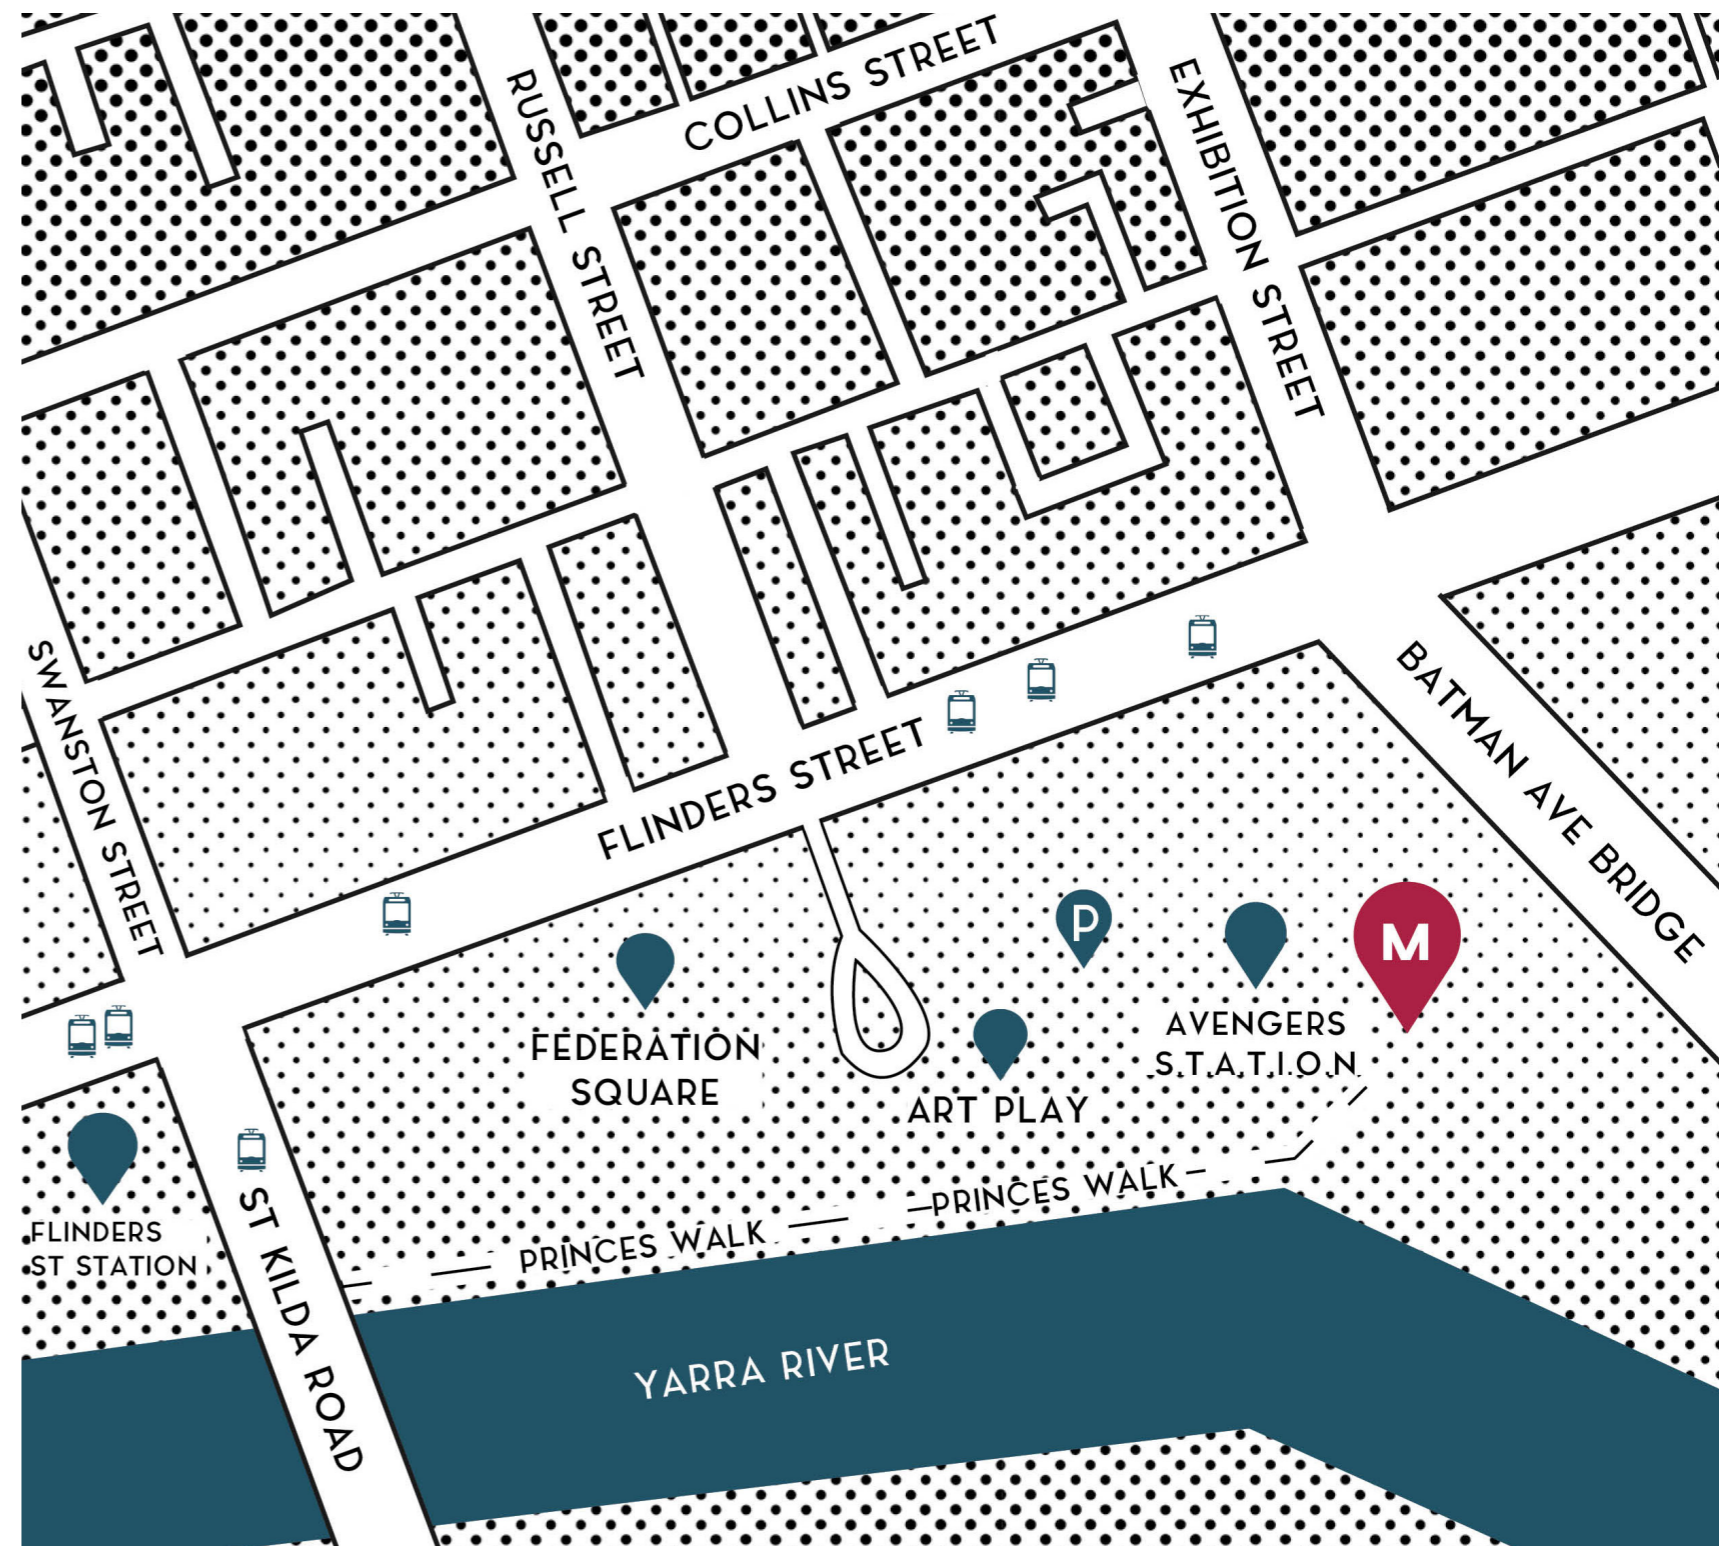 COLLINS STREET
RUSSELL STREET
EXHIBITION STREET
SWANSTON STREET
BATMAN AVE BRIDGE
FLINDERS STREET
P
M
FEDERATION
SQUARE
AVENGERS
S.T.A.T.I.O.N
ART PLAY
FLINDERS
ST STATION
ST KILDA ROAD
PRINCES WALK
PRINCES WALK
YARRA RIVER